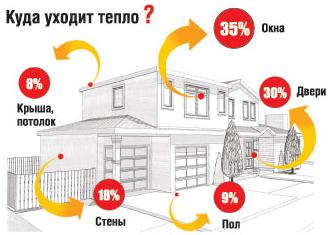 Куда уходит тепло ?
35% Окна
8%
Крыша,
потолок
30% Двери
18%
Стены
9%
Пол